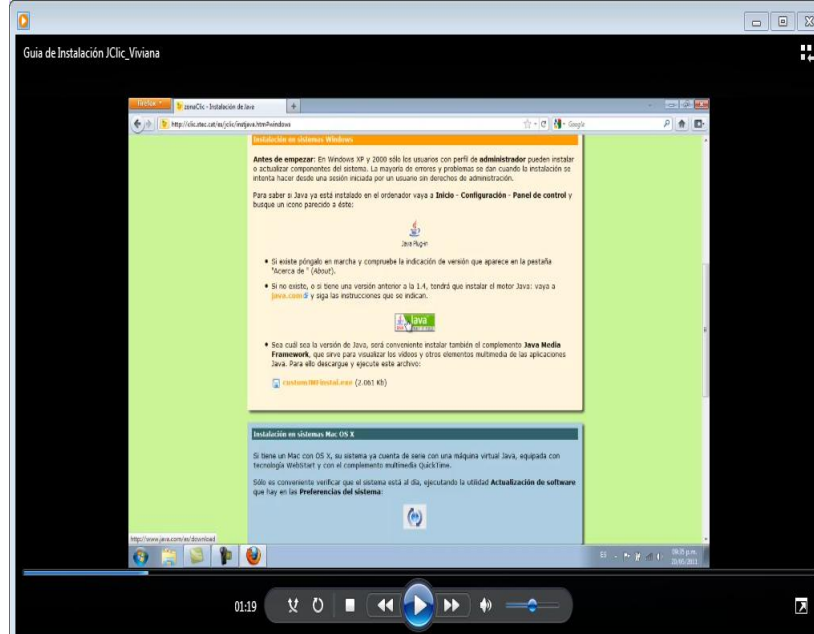 Guia de Instalación JClic_Viviana
Firefox
zonaClic - Instalación de Java
http://clic.xtec.cat/es/jclic/instjava.htm#windows
Google
Instalación en sistemas Windows
Antes de empezar: En Windows XP y 2000 sólo los usuarios con perfil de administrador pueden instalar
o actualizar componentes del sistema. La mayoría de errores y problemas se dan cuando la instalación se
intenta hacer desde una sesión iniciada por un usuario sin derechos de administración.
Para saber si Java ya está instalado en el ordenador vaya a Inicio - Configuración - Panel de control y
busque un icono parecido a éste:
Java Plug-in
• Si existe póngalo en marcha y compruebe la indicación de versión que aparece en la pestaña
"Acerca de " (About).
• Si no existe, o si tiene una versión anterior a la 1.4, tendrá que instalar el motor Java: vaya a
java.com y siga las instrucciones que se indican.
Java
• Sea cuál sea la versión de Java, será conveniente instalar también el complemento Java Media
Framework, que sirve para visualizar los vídeos y otros elementos multimedia de las aplicaciones
Java. Para ello descargue y ejecute este archivo:
customJMFinstal.exe (2.061 Kb)
Instalación en sistemas Mac OS X
Si tiene un Mac con OS X, su sistema ya cuenta de serie con una máquina virtual Java, equipada con
tecnología WebStart y con el complemento multimedia QuickTime.
Sólo es conveniente verificar que el sistema está al día, ejecutando la utilidad Actualización de software
que hay en las Preferencias del sistema:
http://www.java.com/es/download
ES
01:19